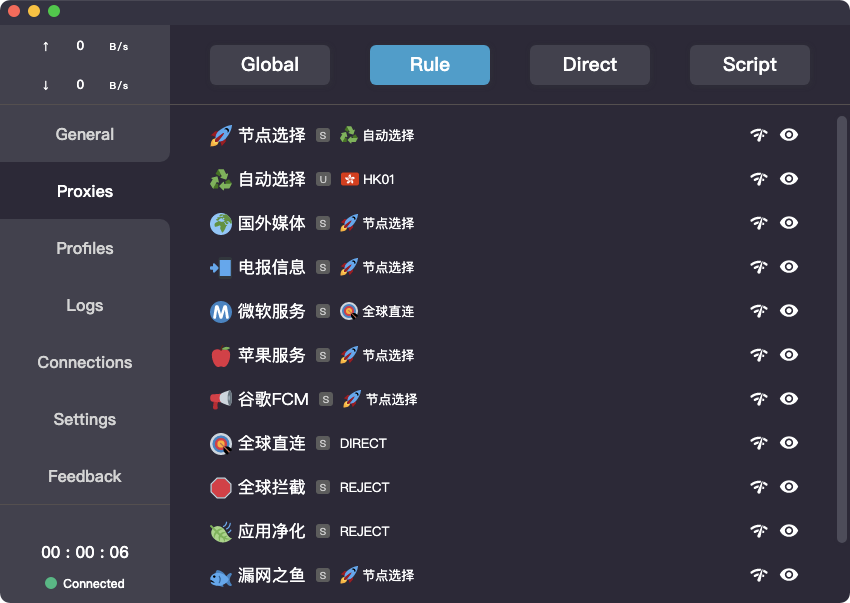 ↑ 0 B/s
↓ 0 B/s
General
Proxies
Profiles
Logs
Connections
Settings
Feedback
00 : 00 : 06
Connected
Global
Rule
Direct
Script
节点选择 S 自动选择
自动选择 U HK01
国外媒体 S 节点选择
电报信息 S 节点选择
M 微软服务 S 全球直连
苹果服务 S 节点选择
谷歌FCM S 节点选择
全球直连 S DIRECT
全球拦截 S REJECT
应用净化 S REJECT
漏网之鱼 S 节点选择